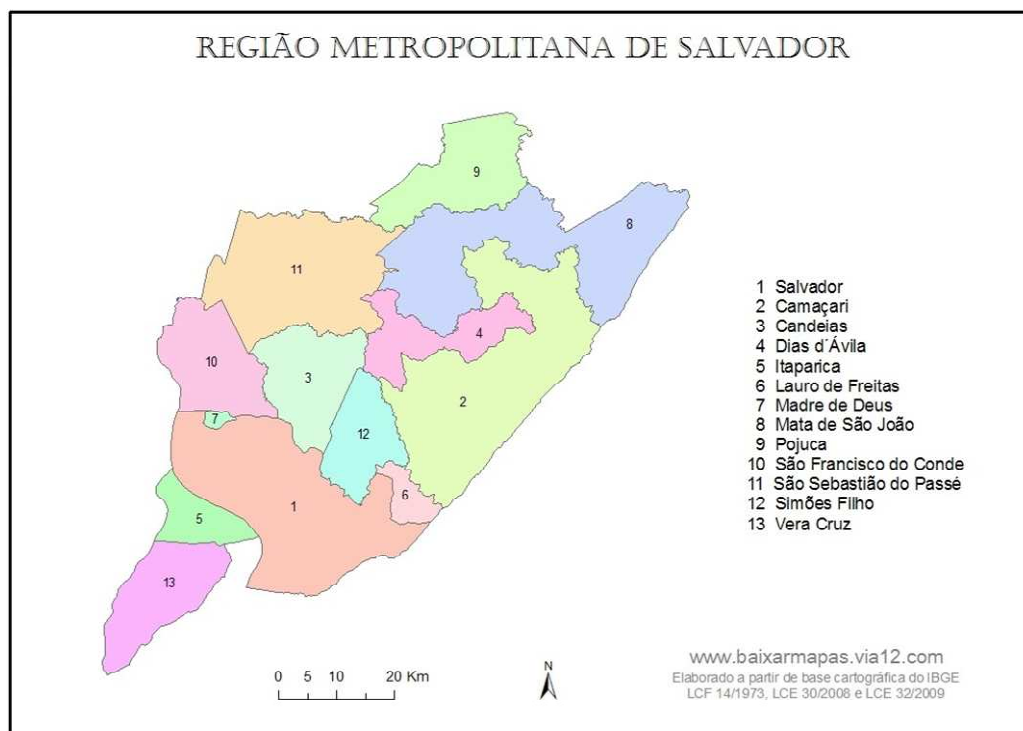 REGIÃO METROPOLITANA DE SALVADOR
9
8
11
4
10
3
2
7
12
6
1
5
13
1 Salvador
2 Camaçari
3 Candeias
4 Dias d´Ávila
5 Itaparica
6 Lauro de Freitas
7 Madre de Deus
8 Mata de São João
9 Pojuca
10 São Francisco do Conde
11 São Sebastião do Passé
12 Simões Filho
13 Vera Cruz
0 5 10 20 Km
N
www.baixarmapas.via12.com
Elaborado a partir de base cartográfica do IBGE
LCF 14/1973, LCE 30/2008 e LCE 32/2009